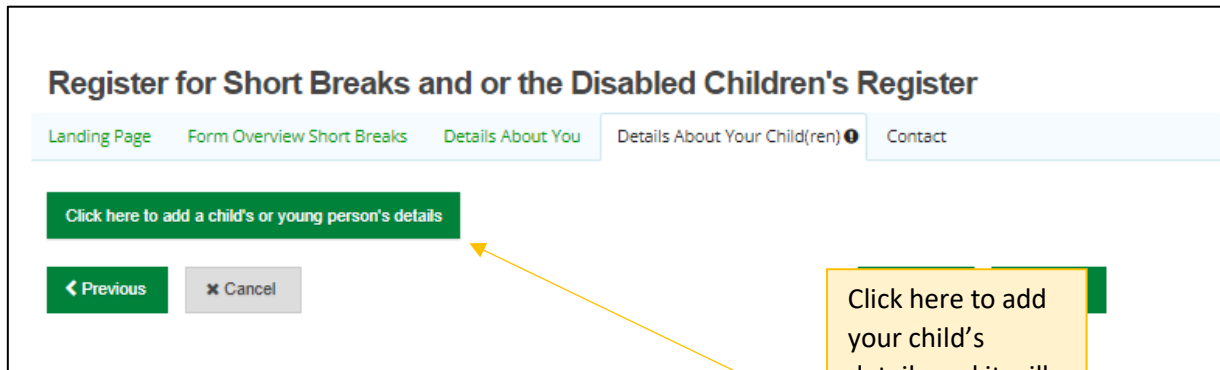 Register for Short Breaks and or the Disabled Children's Register
Landing Page Form Overview Short Breaks Details About You Details About Your Child(ren) Contact
Click here to add a child's or young person's details
Previous Cancel
Click here to add
your child’s